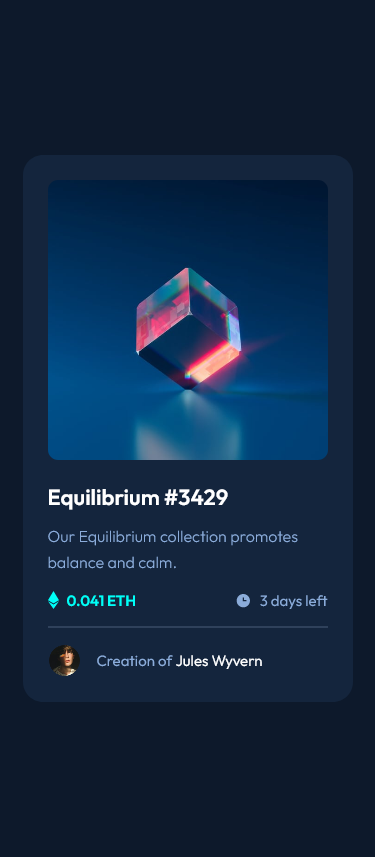 Equilibrium #3429
Our Equilibrium collection promotes
balance and calm.
0.041 ETH
3 days left
Creation of Jules Wyvern